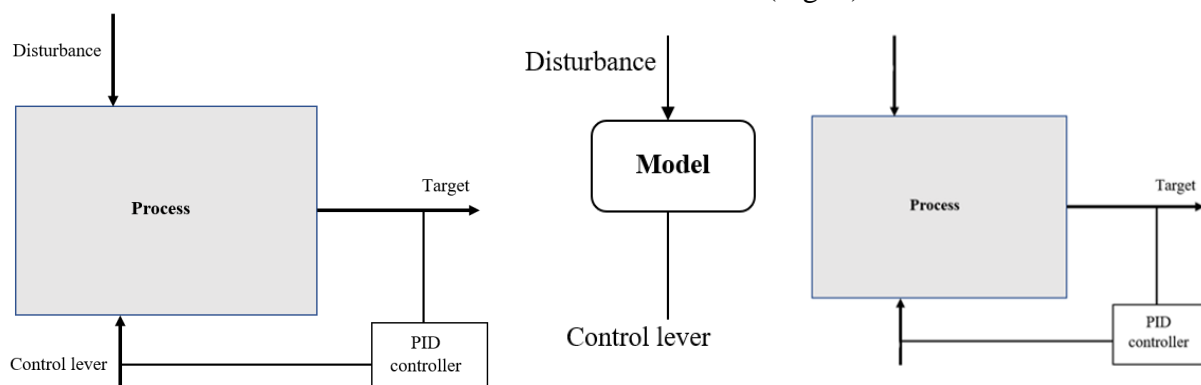 Disturbance
Process
Target
PID
controller
Control lever
Disturbance
Model
Control lever
Process
Target
PID
controller